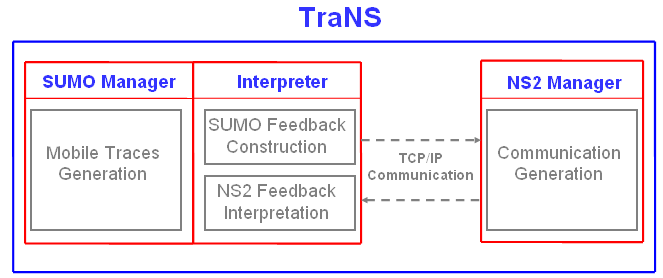 TraNS
SUMO Manager
Interpreter
NS2 Manager
Mobile Traces
Generation
SUMO Feedback
Construction
NS2 Feedback
Interpretation
TCP/IP
Communication
Communication
Generation